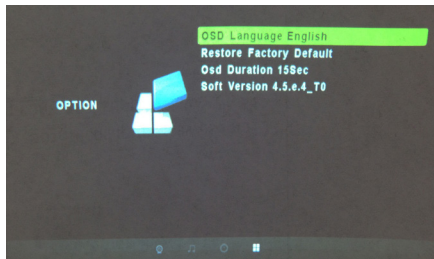 OSD Language English
Restore Factory Default
Osd Duration 15Sec
Soft Version 4.5.e.4_T0
OPTION